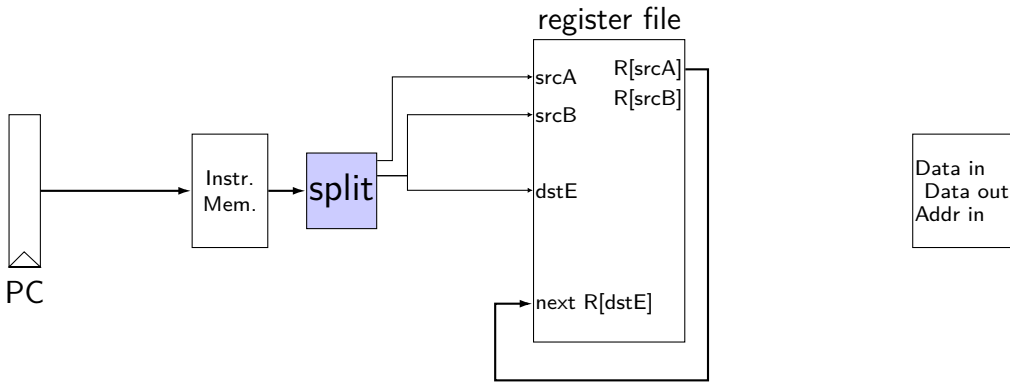 register file
srcA
R[srcA]
R[srcB]
srcB
dstE
next R[dstE]
PC
Instr.
Mem.
split
Data in
Data out
Addr in